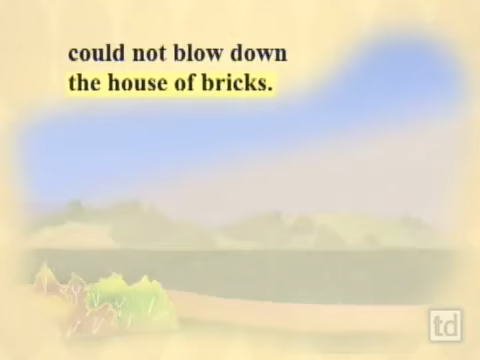 could not blow down
the house of bricks.
td